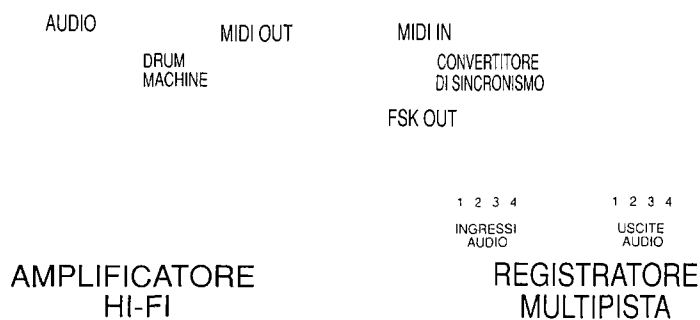 AUDIO
MIDI OUT
MIDI IN
DRUM
MACHINE
CONVERTITORE
DI SINCRONISMO
FSK OUT
1 2 3 4
1 2 3 4
INGRESSI
AUDIO
USCITE
AUDIO
AMPLIFICATORE
HI-FI
REGISTRATORE
MULTIPISTA